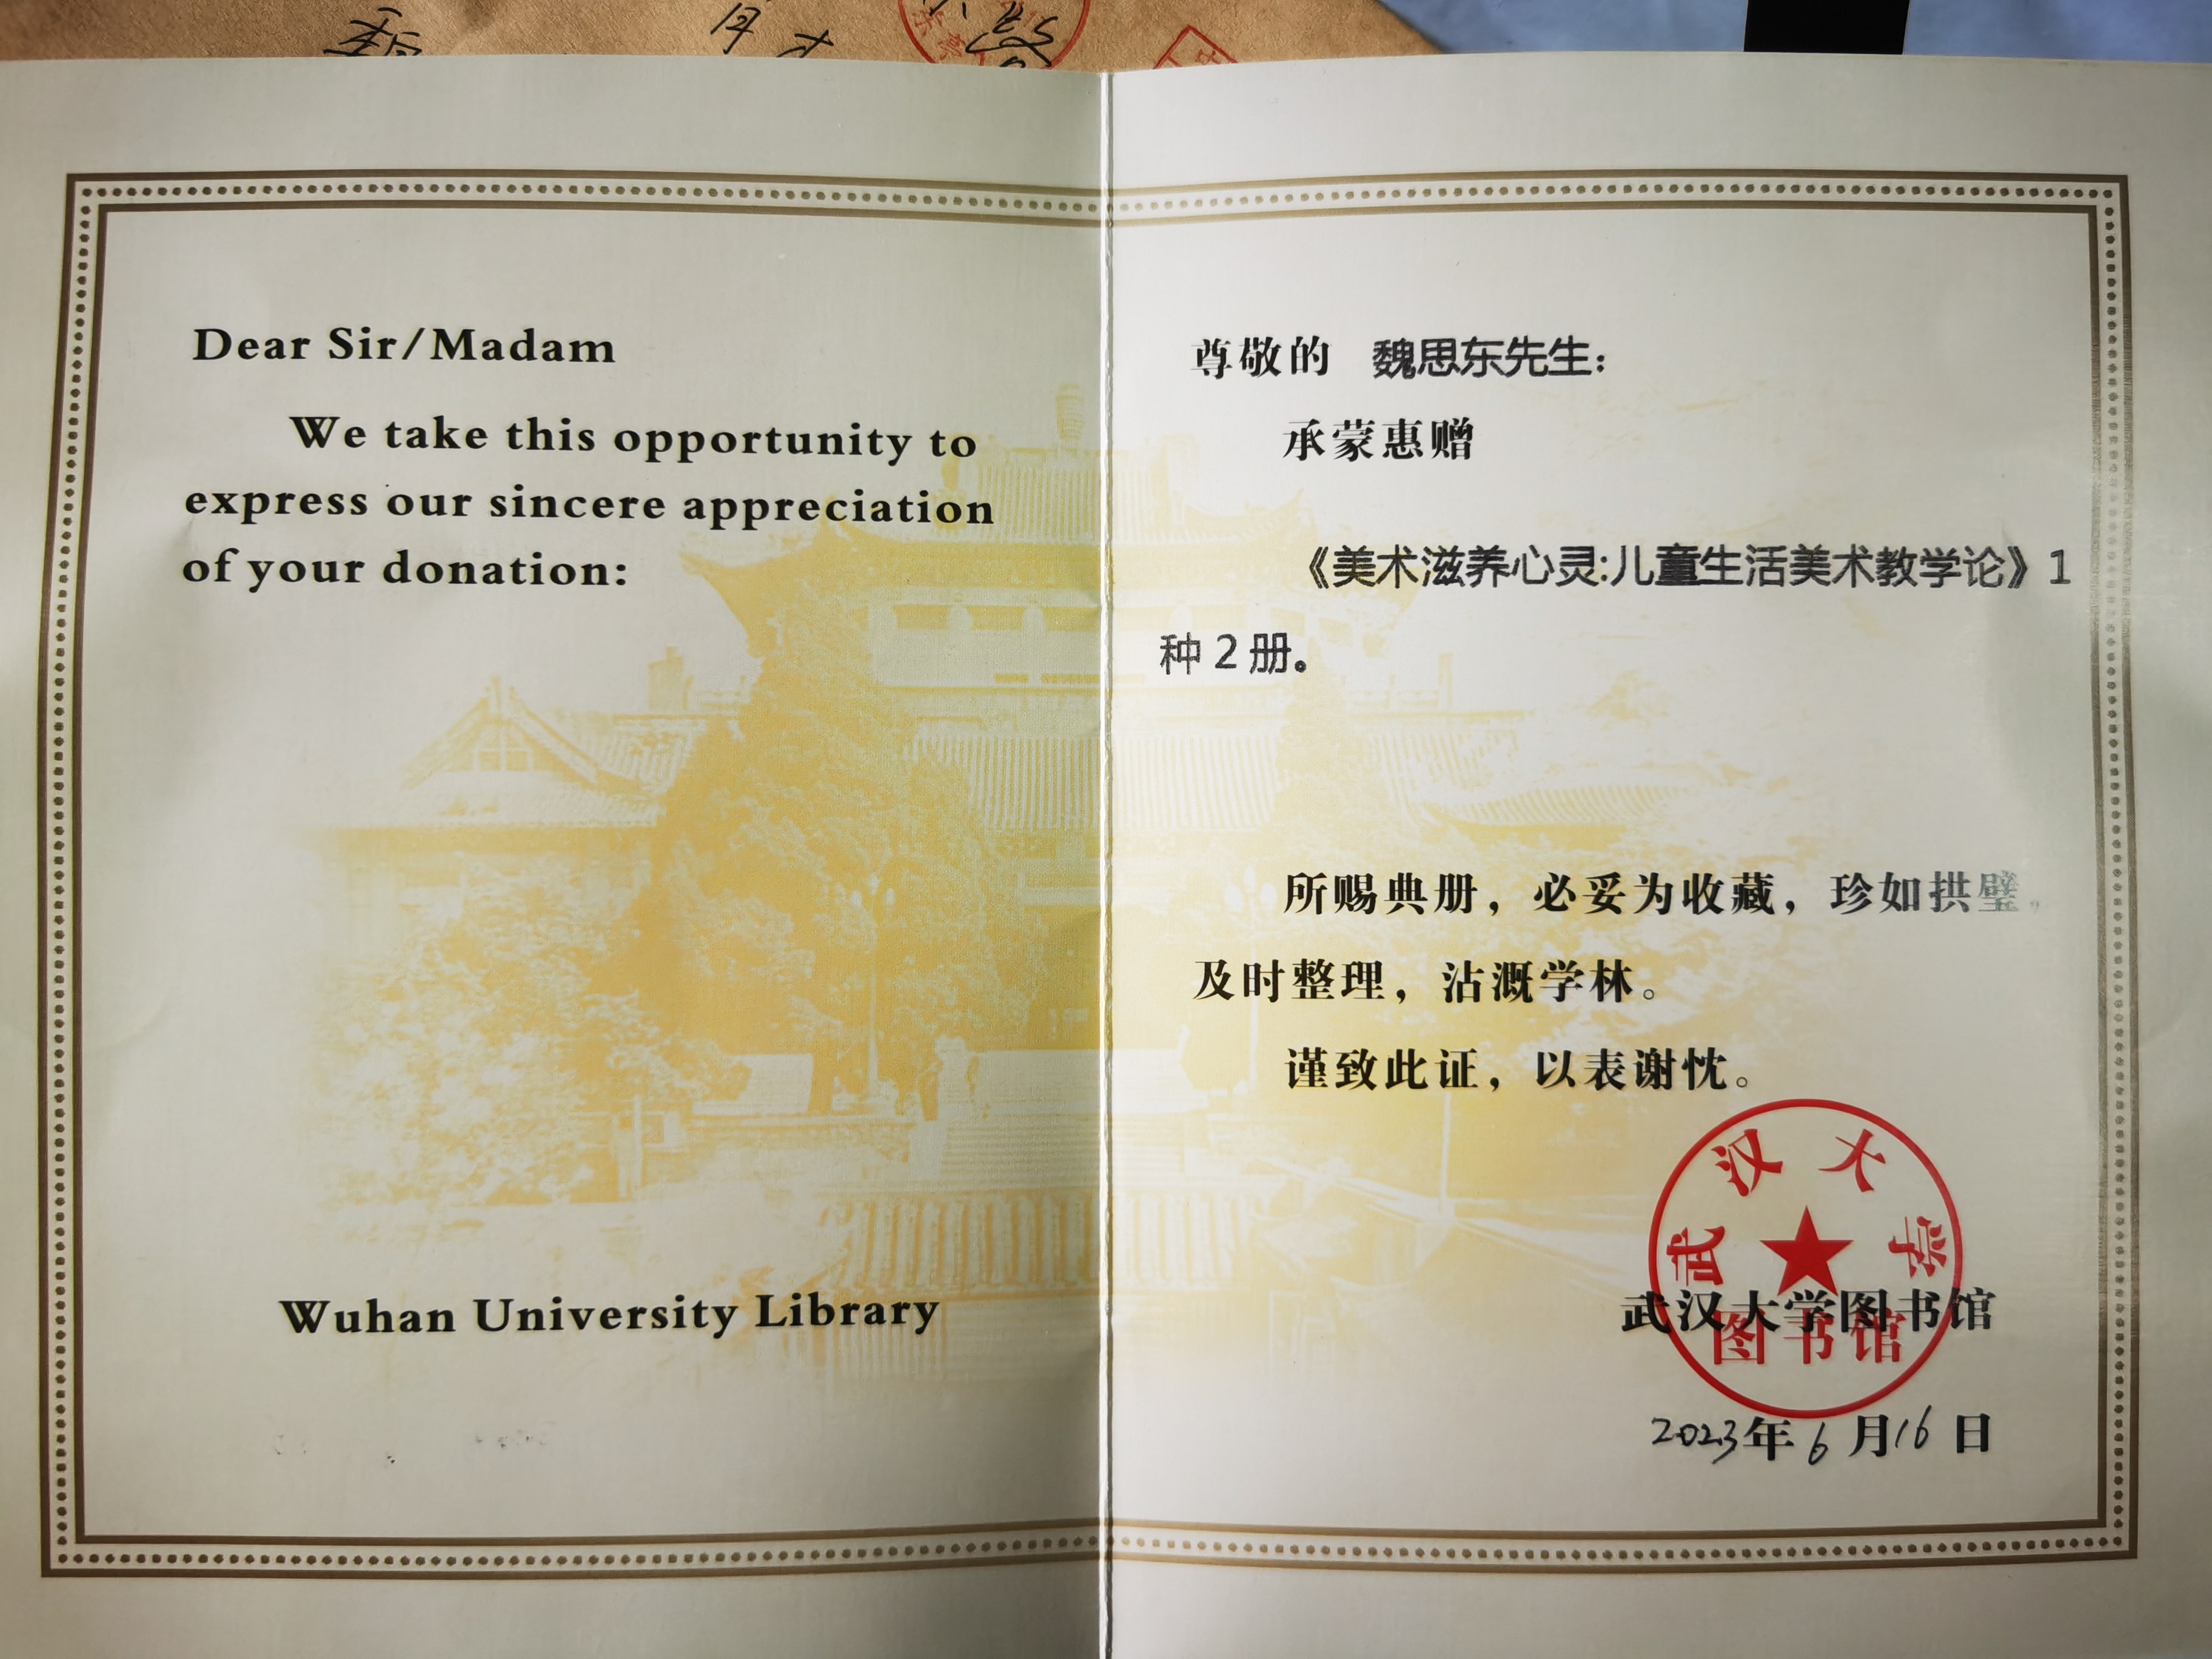 Dear Sir/Madam
We take this opportunity to
express our sincere appreciation
of your donation:
Wuhan University Library
尊敬的 魏思东先生：
承蒙惠赠
《美术滋养心灵:儿童生活美术教学论》1
种 2 册。
所赐典册，必妥为收藏，珍如拱璧，
及时整理，沾溉学林。
谨致此证，以表谢忱。
武汉大学
图书馆
武汉大学图书馆
2023年6月16日